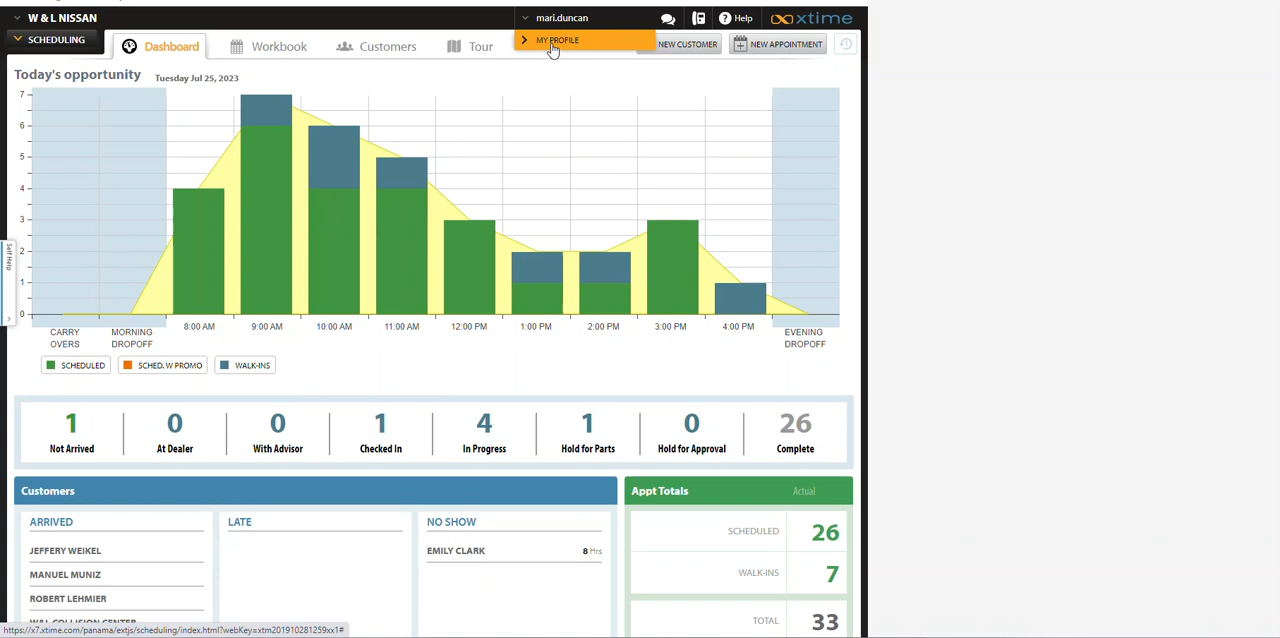 W & L NISSAN
mari.duncan
Help
xtime
SCHEDULING
Dashboard
Workbook
Customers
Tour
MY PROFILE
NEW CUSTOMER
NEW APPOINTMENT
Today's opportunity
Tuesday Jul 25, 2023
7
6
5
4
3
2
1
0
Self Help
8:00 AM
9:00 AM
10:00 AM
11:00 AM
12:00 PM
1:00 PM
2:00 PM
3:00 PM
4:00 PM
CARRY
OVERS
MORNING
DROPOFF
EVENING
DROPOFF
SCHEDULED
SCHED. W PROMO
WALK-INS
1
0
0
1
4
1
0
26
Not Arrived
At Dealer
With Advisor
Checked In
In Progress
Hold for Parts
Hold for Approval
Complete
Customers
Appt Totals
Actual
ARRIVED
LATE
NO SHOW
SCHEDULED
26
JEFFERY WEIKEL
EMILY CLARK
8 Hrs
MANUEL MUNIZ
WALK-INS
7
ROBERT LEHMIER
W&L COLLISION CENTER
TOTAL
33
https://x7.xtime.com/panama/extjs/scheduling/index.html?webKey=xtm201910281259xx1#